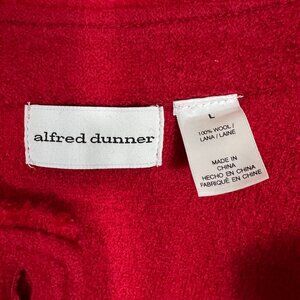 alfred dunner
L
100% WOOL /
LANA / LAINE
MADE IN
CHINA
HECHO EN CHINA
FABRIQUÉ EN CHINE